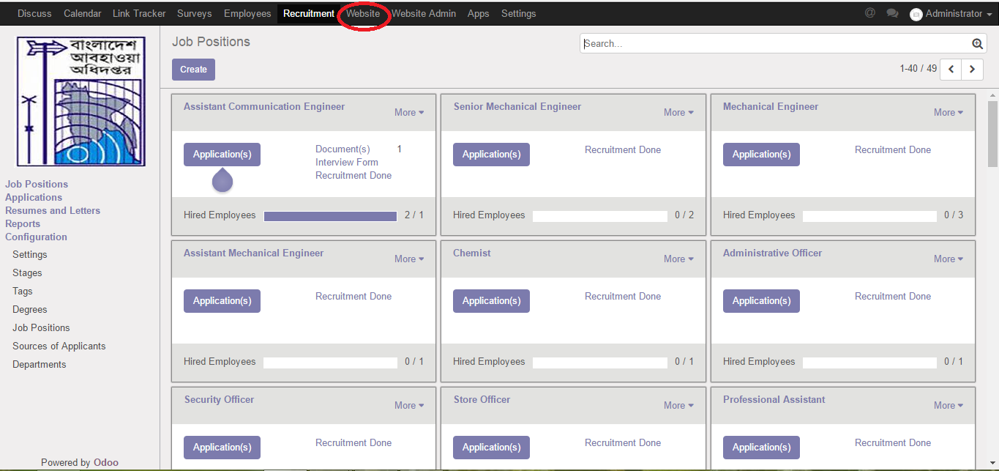 Discuss Calendar Link Tracker Surveys Employees Recruitment Website Website Admin Apps Settings @ Administrator
বাংলাদেশ
আবহাওয়া
অধিদপ্তর
Job Positions
Applications
Resumes and Letters
Reports
Configuration
Settings
Stages
Tags
Degrees
Job Positions
Sources of Applicants
Departments
Powered by Odoo
Job Positions
Search...
Create
1-40 / 49
Assistant Communication Engineer
More
Application(s)
Document(s) 1
Interview Form
Recruitment Done
Hired Employees 2 / 1
Senior Mechanical Engineer
More
Application(s)
Recruitment Done
Hired Employees 0 / 2
Mechanical Engineer
More
Application(s)
Recruitment Done
Hired Employees 0 / 3
Assistant Mechanical Engineer
More
Application(s)
Recruitment Done
Hired Employees 0 / 1
Chemist
More
Application(s)
Recruitment Done
Hired Employees 0 / 1
Administrative Officer
More
Application(s)
Recruitment Done
Hired Employees 0 / 1
Security Officer
More
Application(s)
Recruitment Done
Store Officer
More
Application(s)
Recruitment Done
Professional Assistant
More
Application(s)
Recruitment Done